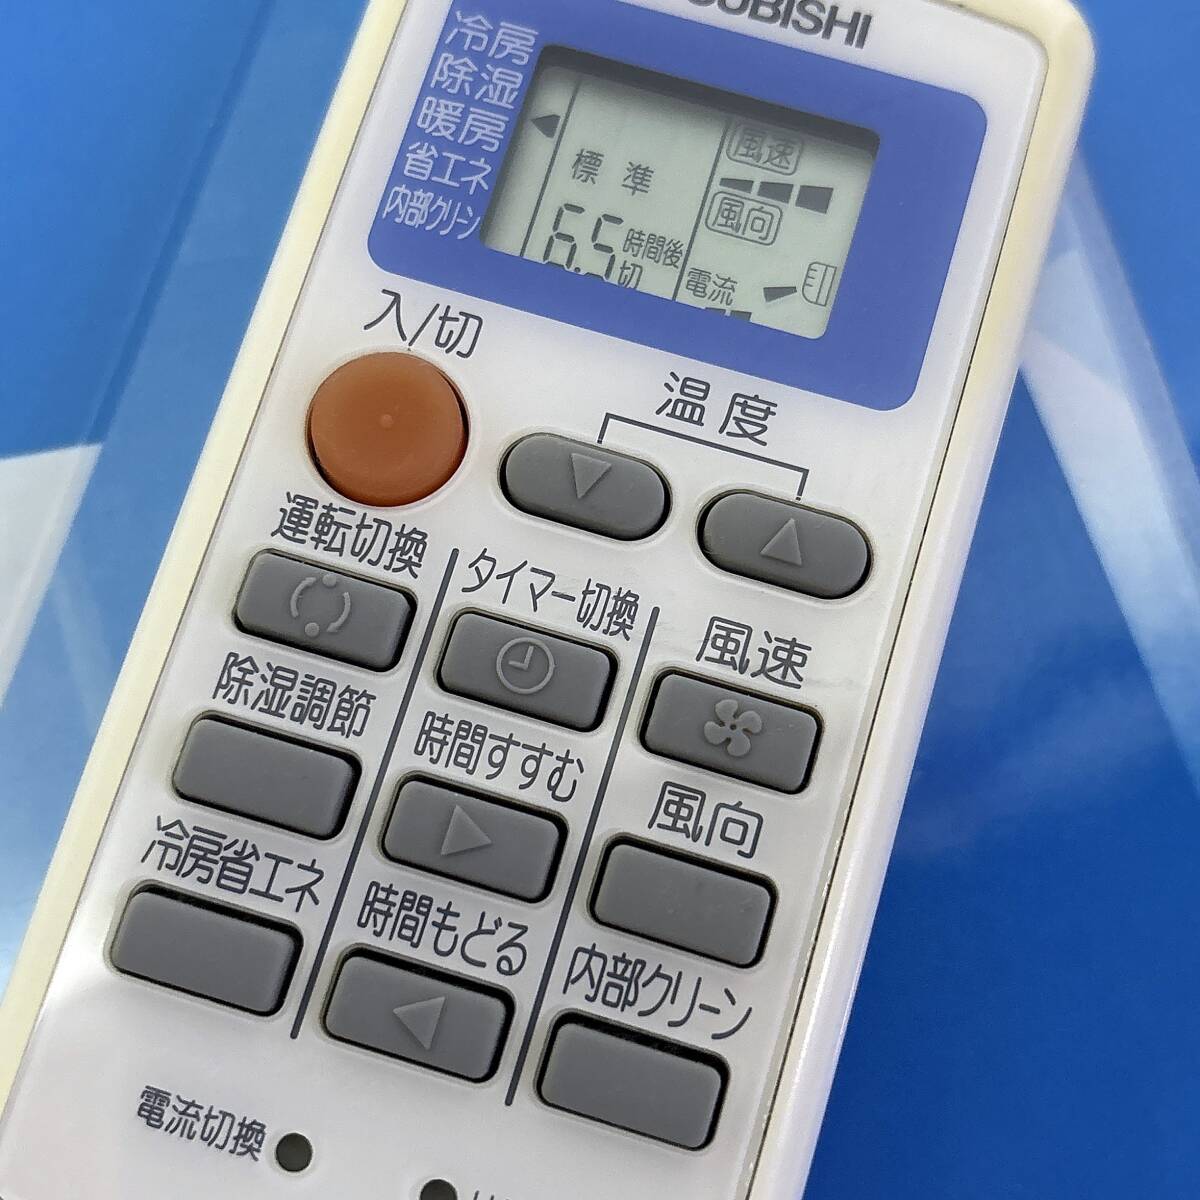 冷房
除湿
暖房
省エネ
内部クリーン
風速
標準
風向
6.5 時間後
切
電流
入/切
温度
運転切換
タイマー切換
風速
除湿調節
時間すすむ
風向
冷房省エネ
時間もどる
内部クリーン
電流切換